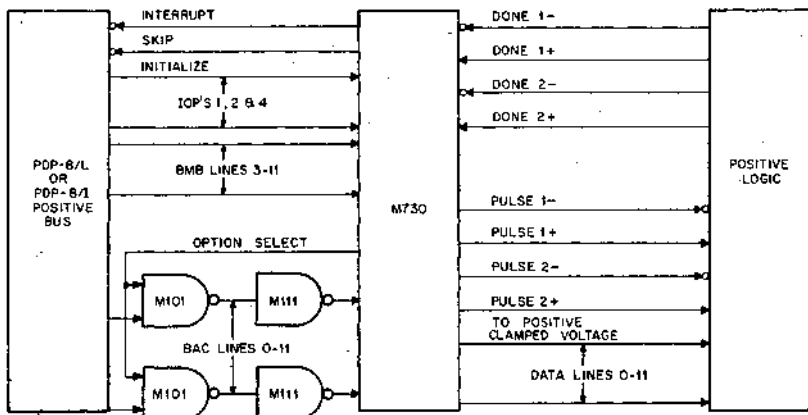 INTERRUPT
SKIP
INITIALIZE
IOP'S 1, 2 & 4
BMB LINES 3-11
PDP-8/L
OR
PDP-8/I
POSITIVE
BUS
OPTION SELECT
M101
M111
BAC LINES 0-11
M101
M111
M730
DONE 1-
DONE 1+
DONE 2-
DONE 2+
PULSE 1-
PULSE 1+
PULSE 2-
PULSE 2+
TO POSITIVE
CLAMPED VOLTAGE
DATA LINES 0-11
POSITIVE
LOGIC